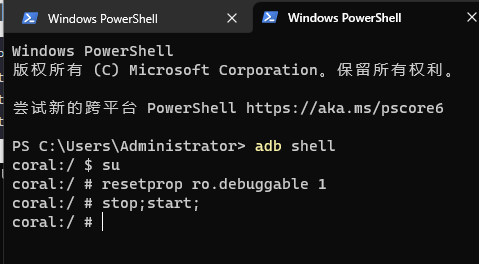 Windows PowerShell
Windows PowerShell
Windows PowerShell
版权所有 (C) Microsoft Corporation。保留所有权利。
尝试新的跨平台 PowerShell https://aka.ms/pscore6
PS C:\Users\Administrator> adb shell
coral:/ $ su
coral:/ # resetprop ro.debuggable 1
coral:/ # stop;start;
coral:/ #